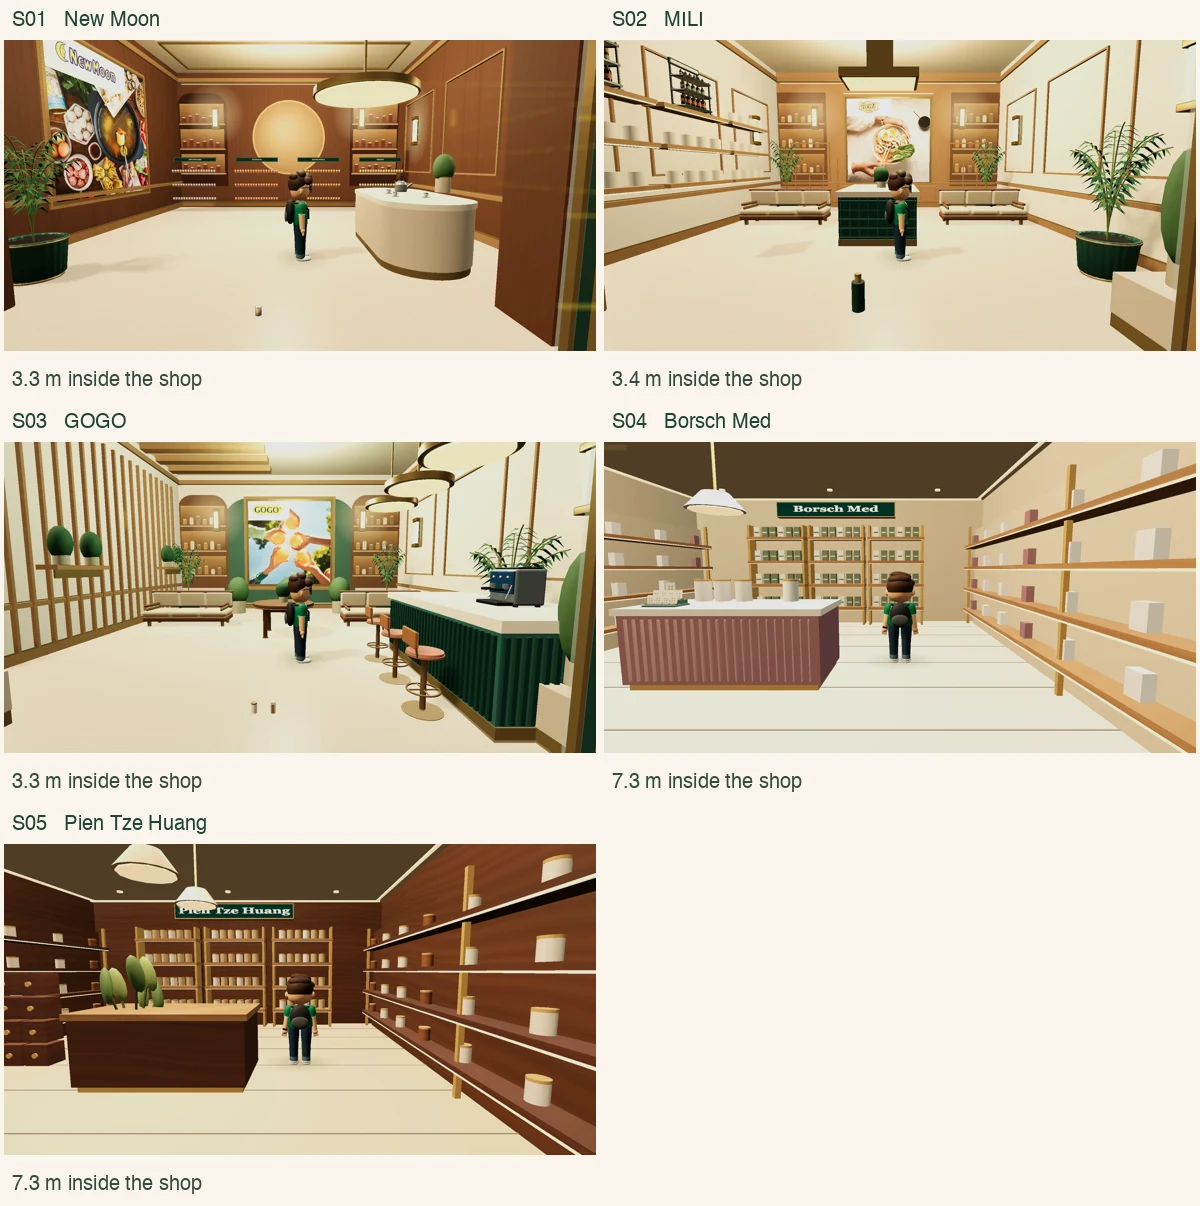 S01 New Moon
NewMoon
3.3 m inside the shop
S02 MILI
3.4 m inside the shop
S03 GOGO
GOGO
3.3 m inside the shop
S04 Borsch Med
Borsch Med
7.3 m inside the shop
S05 Pien Tze Huang
Pien Tze Huang
7.3 m inside the shop